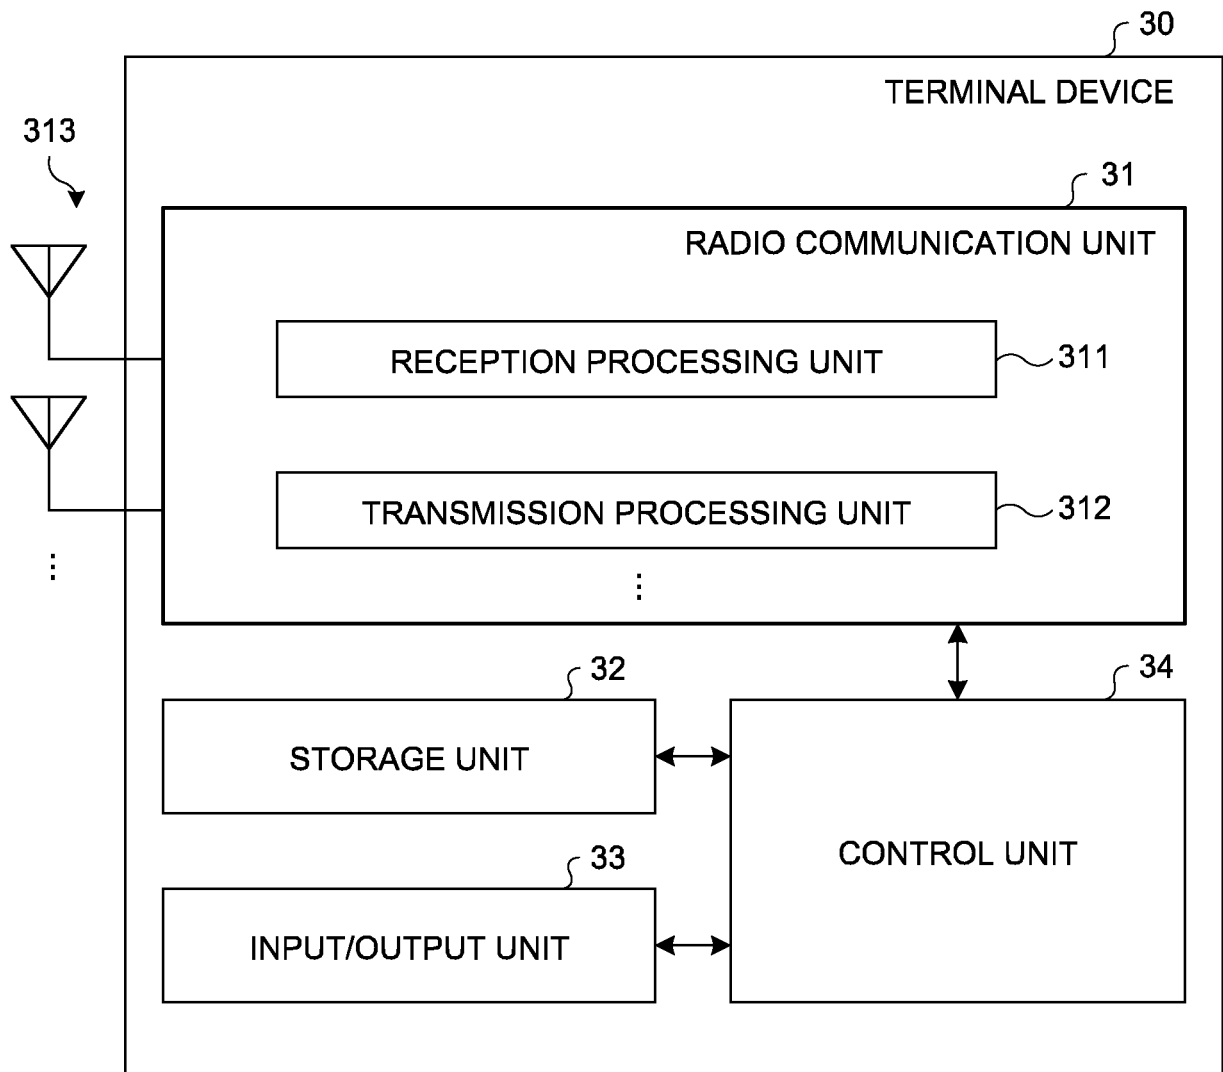 30
TERMINAL DEVICE
313
31
RADIO COMMUNICATION UNIT
RECEPTION PROCESSING UNIT
311
TRANSMISSION PROCESSING UNIT
312
⋮
⋮
32
34
STORAGE UNIT
CONTROL UNIT
33
INPUT/OUTPUT UNIT